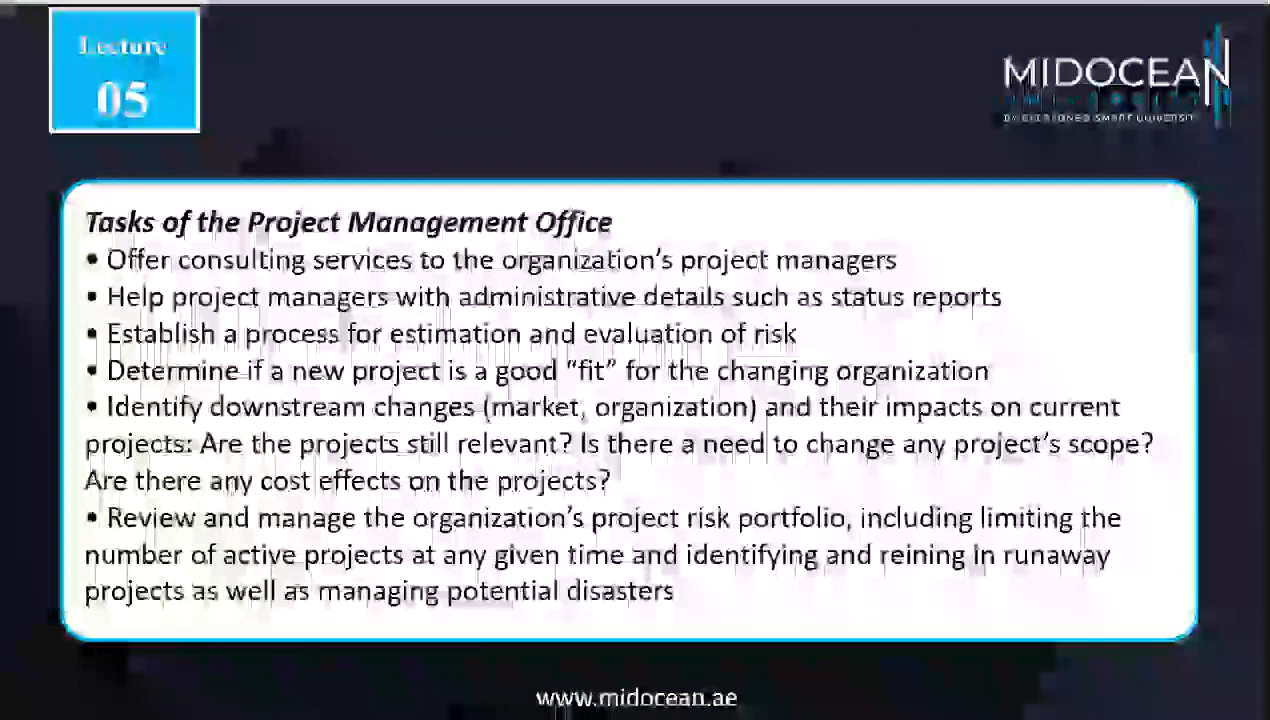 Lecture
05
MIDOCEAN
Tasks of the Project Management Office
• Offer consulting services to the organization's project managers
• Help project managers with administrative details such as status reports
• Establish a process for estimation and evaluation of risk
• Determine if a new project is a good “fit” for the changing organization
• Identify downstream changes (market, organization) and their impacts on current
projects: Are the projects still relevant? Is there a need to change any project's scope?
Are there any cost effects on the projects?
• Review and manage the organization's project risk portfolio, including limiting the
number of active projects at any given time and identifying and reining in runaway
projects as well as managing potential disasters
www.midocean.ae